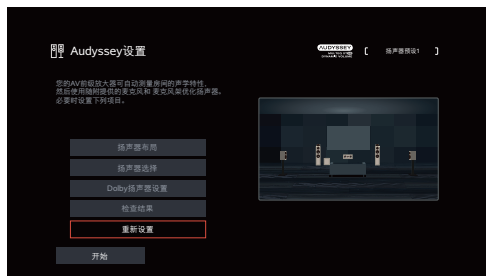 Audyssey设置
AUDYSSEY
DYNAMIC VOLUME
[ 扬声器预设1 ]
您的AV前级放大器可自动测量房间的声学特性,
然后使用随附提供的麦克风和 麦克风架优化扬声器。
必要时设置下列项目。
扬声器布局
扬声器选择
Dolby扬声器设置
检查结果
重新设置
开始